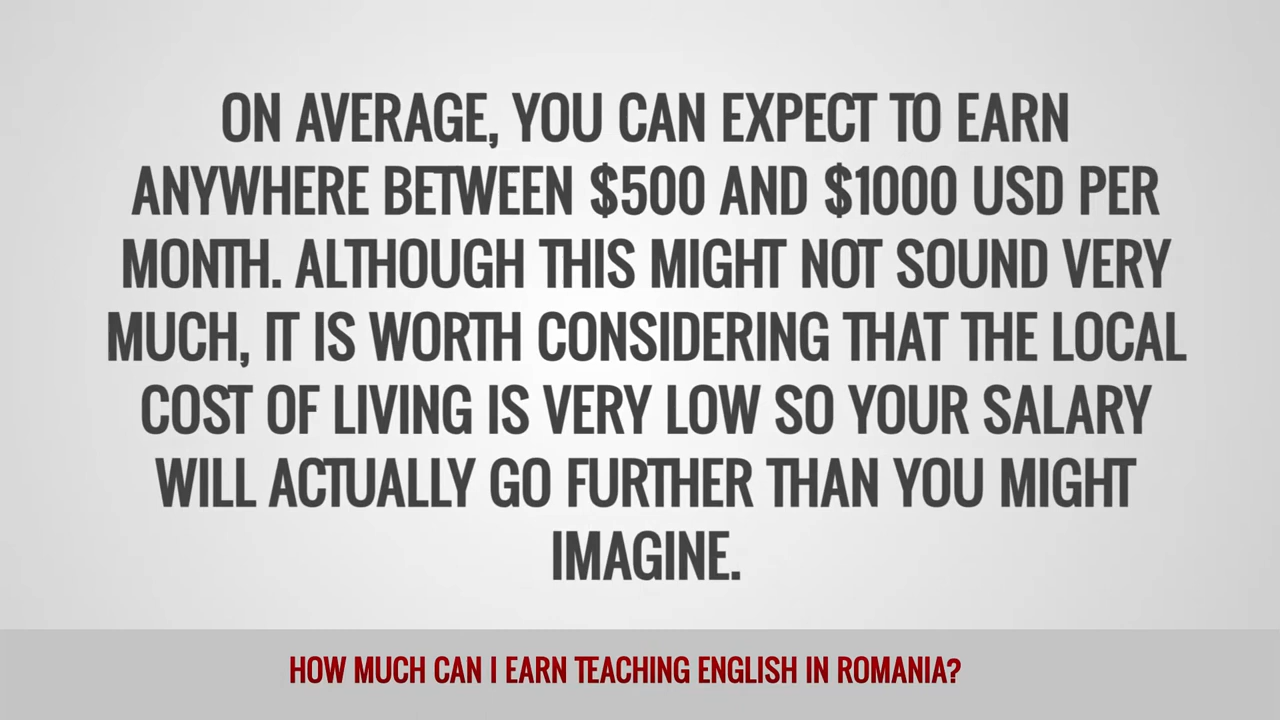 ON AVERAGE, YOU CAN EXPECT TO EARN
ANYWHERE BETWEEN $500 AND $1000 USD PER
MONTH. ALTHOUGH THIS MIGHT NOT SOUND VERY
MUCH, IT IS WORTH CONSIDERING THAT THE LOCAL
COST OF LIVING IS VERY LOW SO YOUR SALARY
WILL ACTUALLY GO FURTHER THAN YOU MIGHT
IMAGINE.
HOW MUCH CAN I EARN TEACHING ENGLISH IN ROMANIA?